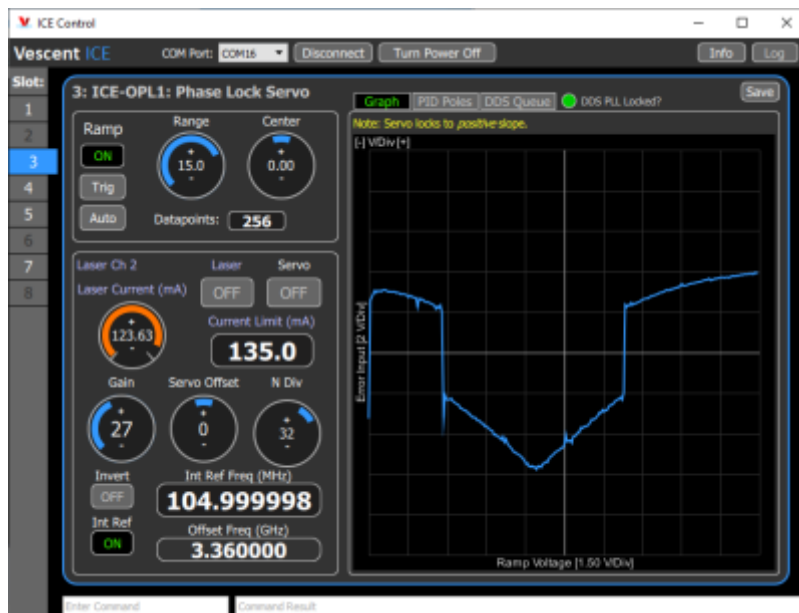 ICE Control
Vescent ICE COM Port: COM16 Disconnect Turn Power Off Info Log
Slot:
1
2
3
4
5
6
7
8
3: ICE-OPL1: Phase Lock Servo
Ramp Range Center
ON
+ 15.0 -
+ 0.00 -
Trig
Auto Datapoints: 256
Laser Ch 2 Laser Servo
Laser Current (mA) OFF OFF
+ 123.63 -
Current Limit (mA)
135.0
Gain Servo Offset N Div
+ 27 -
+ 0 -
+ 32 -
Invert Int Ref Freq (MHz)
OFF 104.999998
Int Ref Offset Freq (GHz)
ON 3.360000
Graph PID Poles DDS Queue DDS PLL Locked? Save
Note: Servo locks to positive slope.
[-] V/Div [+]
Error Input [2 V/Div]
Ramp Voltage [1.50 V/Div]
Enter Command Command Result